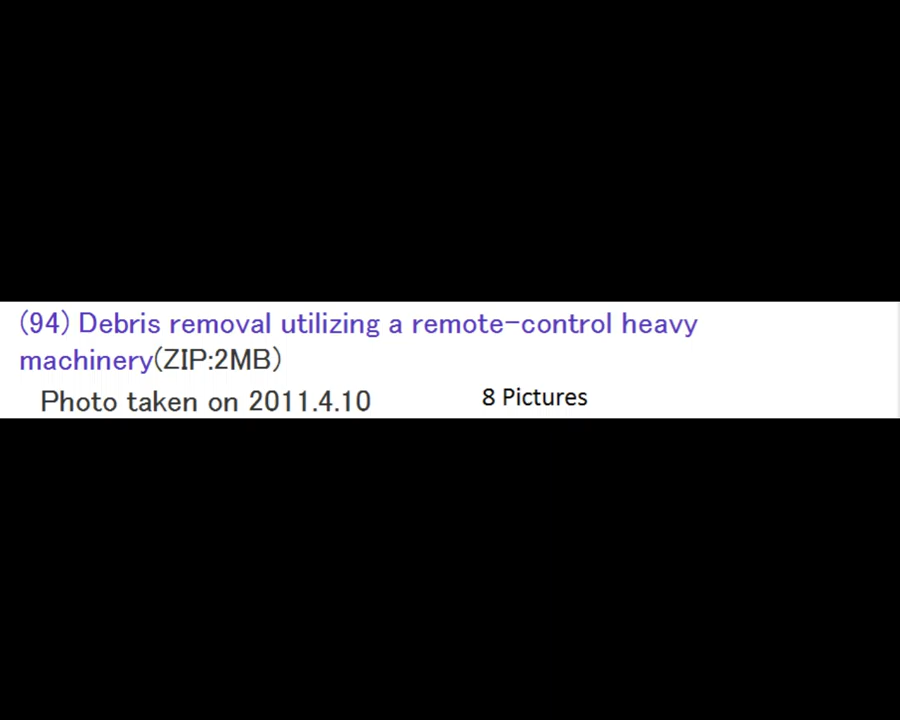 (94) Debris removal utilizing a remote-control heavy
machinery(ZIP:2MB)
Photo taken on 2011.4.10 8 Pictures